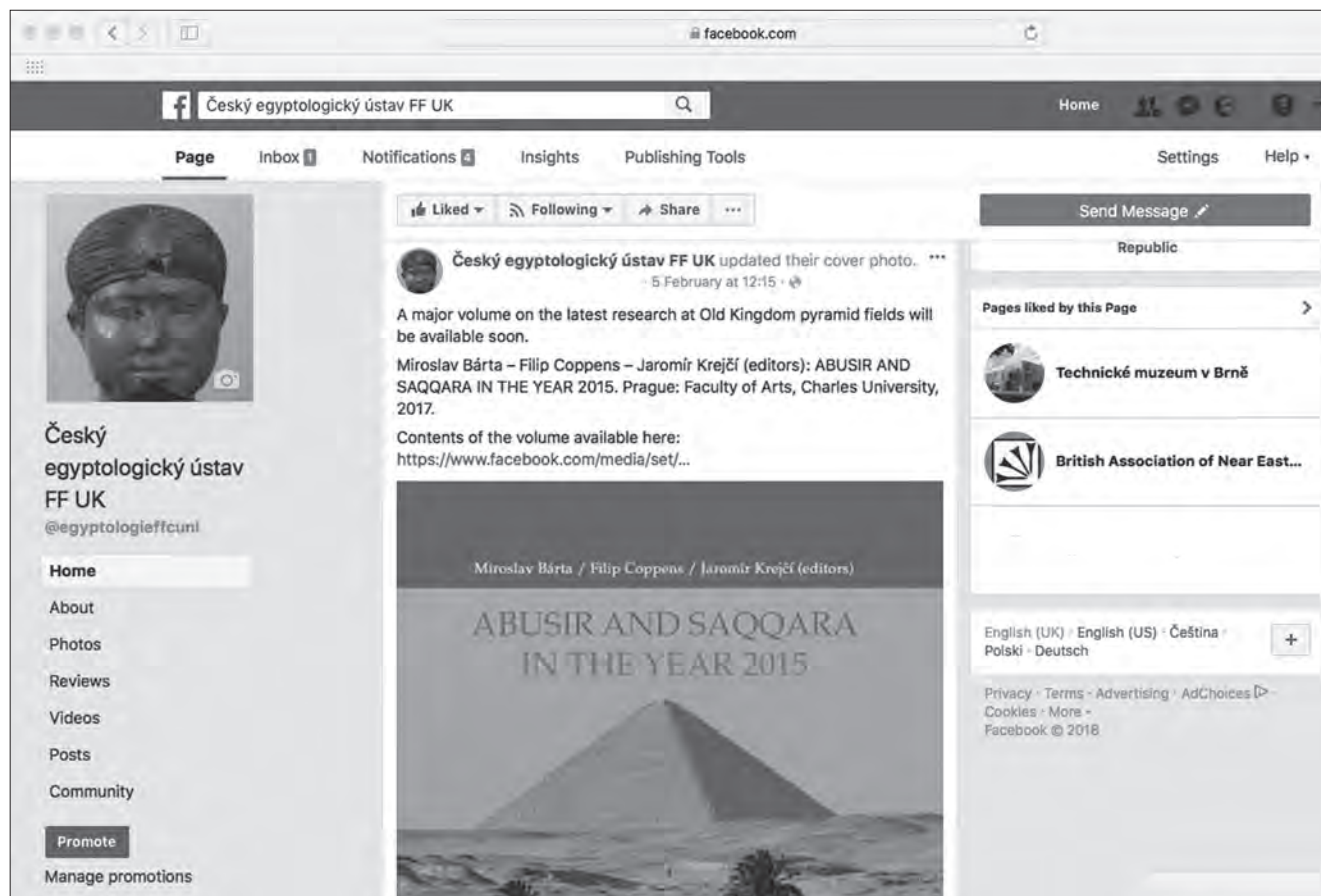 facebook.com
f
Český egyptologický ústav FF UK
Home
Page
Inbox 1
Notifications 4
Insights
Publishing Tools
Settings
Help
Český
egyptologický ústav
FF UK
@egyptologieffcuni
Home
About
Photos
Reviews
Videos
Posts
Community
Promote
Manage promotions
Liked
Following
Share
...
Český egyptologický ústav FF UK updated their cover photo.
· 5 February at 12:15 ·
A major volume on the latest research at Old Kingdom pyramid fields will
be available soon.
Miroslav Bárta – Filip Coppens – Jaromír Krejčí (editors): ABUSIR AND
SAQQARA IN THE YEAR 2015. Prague: Faculty of Arts, Charles University,
2017.
Contents of the volume available here:
https://www.facebook.com/media/set/...
Miroslav Bárta / Filip Coppens / Jaromír Krejčí (editors)
ABUSIR AND SAQQARA
IN THE YEAR 2015
Send Message
Republic
Pages liked by this Page
Technické muzeum v Brně
British Association of Near East...
English (UK) · English (US) · Čeština ·
Polski · Deutsch
+
Privacy · Terms · Advertising · AdChoices ·
Cookies · More
Facebook © 2018